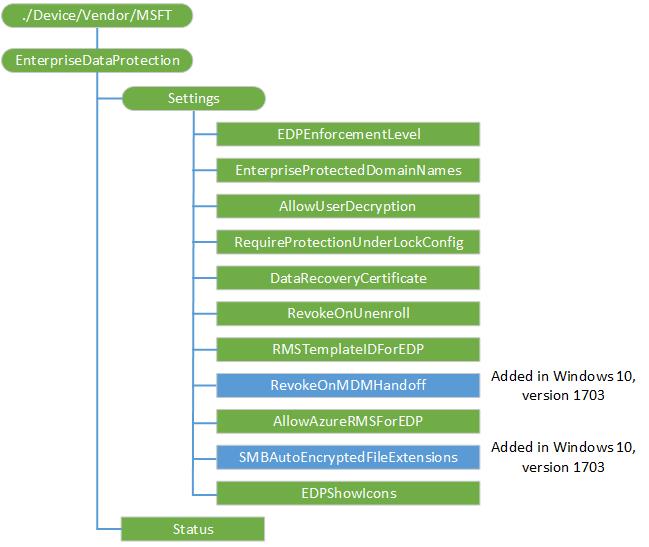 ./Device/Vendor/MSFT
EnterpriseDataProtection
Settings
EDPEnforcementLevel
EnterpriseProtectedDomainNames
AllowUserDecryption
RequireProtectionUnderLockConfig
DataRecoveryCertificate
RevokeOnUnenroll
RMSTemplateIDForEDP
RevokeOnMDMHandoff
Added in Windows 10,
version 1703
AllowAzureRMSForEDP
SMBAutoEncryptedFileExtensions
Added in Windows 10,
version 1703
EDPShowIcons
Status